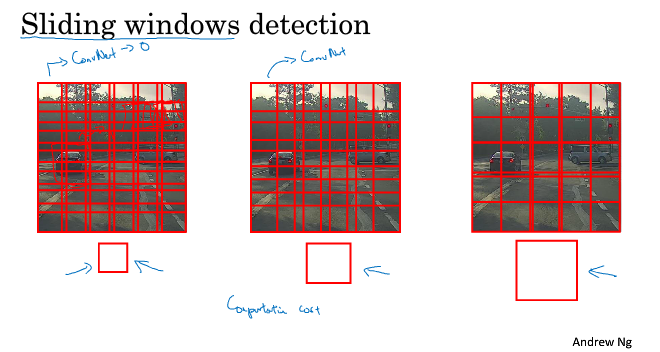 Sliding windows detection
ConvNet → 0
ConvNet
Computation cost
Andrew Ng